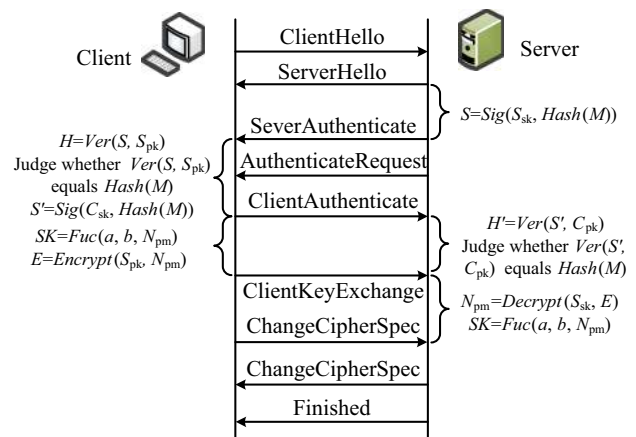 Client
Server
ClientHello
ServerHello
S=Sig(Ssk, Hash(M))
SeverAuthenticate
H=Ver(S, Spk)
Judge whether Ver(S, Spk)
equals Hash(M)
S'=Sig(Csk, Hash(M))
AuthenticateRequest
ClientAuthenticate
SK=Fuc(a, b, Npm)
E=Encrypt(Spk, Npm)
H'=Ver(S', Cpk)
Judge whether Ver(S',
Cpk) equals Hash(M)
ClientKeyExchange
Npm=Decrypt(Ssk, E)
SK=Fuc(a, b, Npm)
ChangeCipherSpec
ChangeCipherSpec
Finished